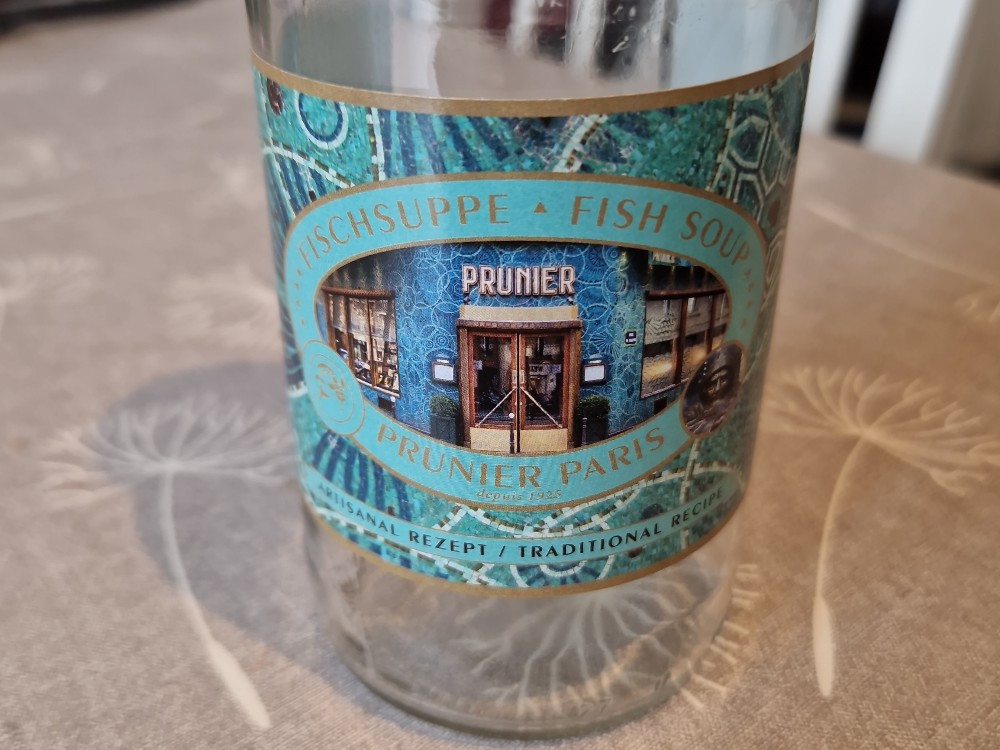 FISCHSUPPE ▲ FISH SOUP
PRUNIER
PRUNIER PARIS
depuis 1925
ARTISANAL REZEPT / TRADITIONAL RECIPE